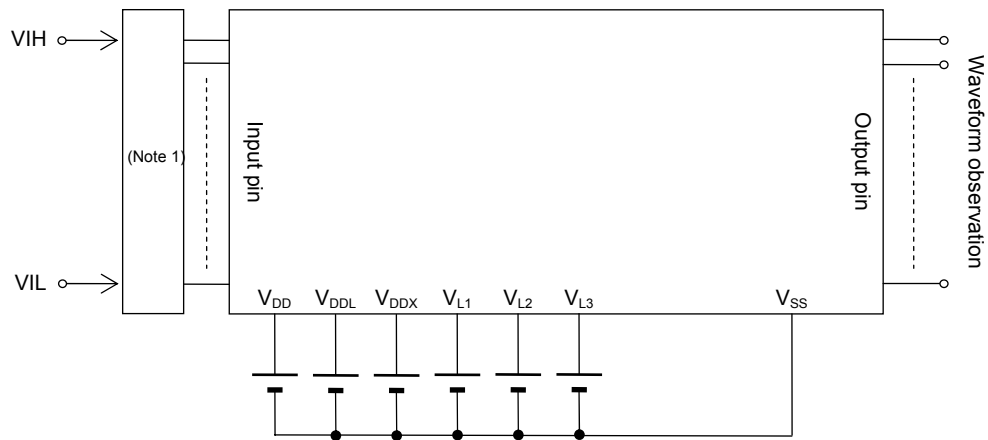 VIH
(Note 1)
VIL
Input pin
Output pin
Waveform observation
VDD
VDDL
VDDX
VL1
VL2
VL3
VSS